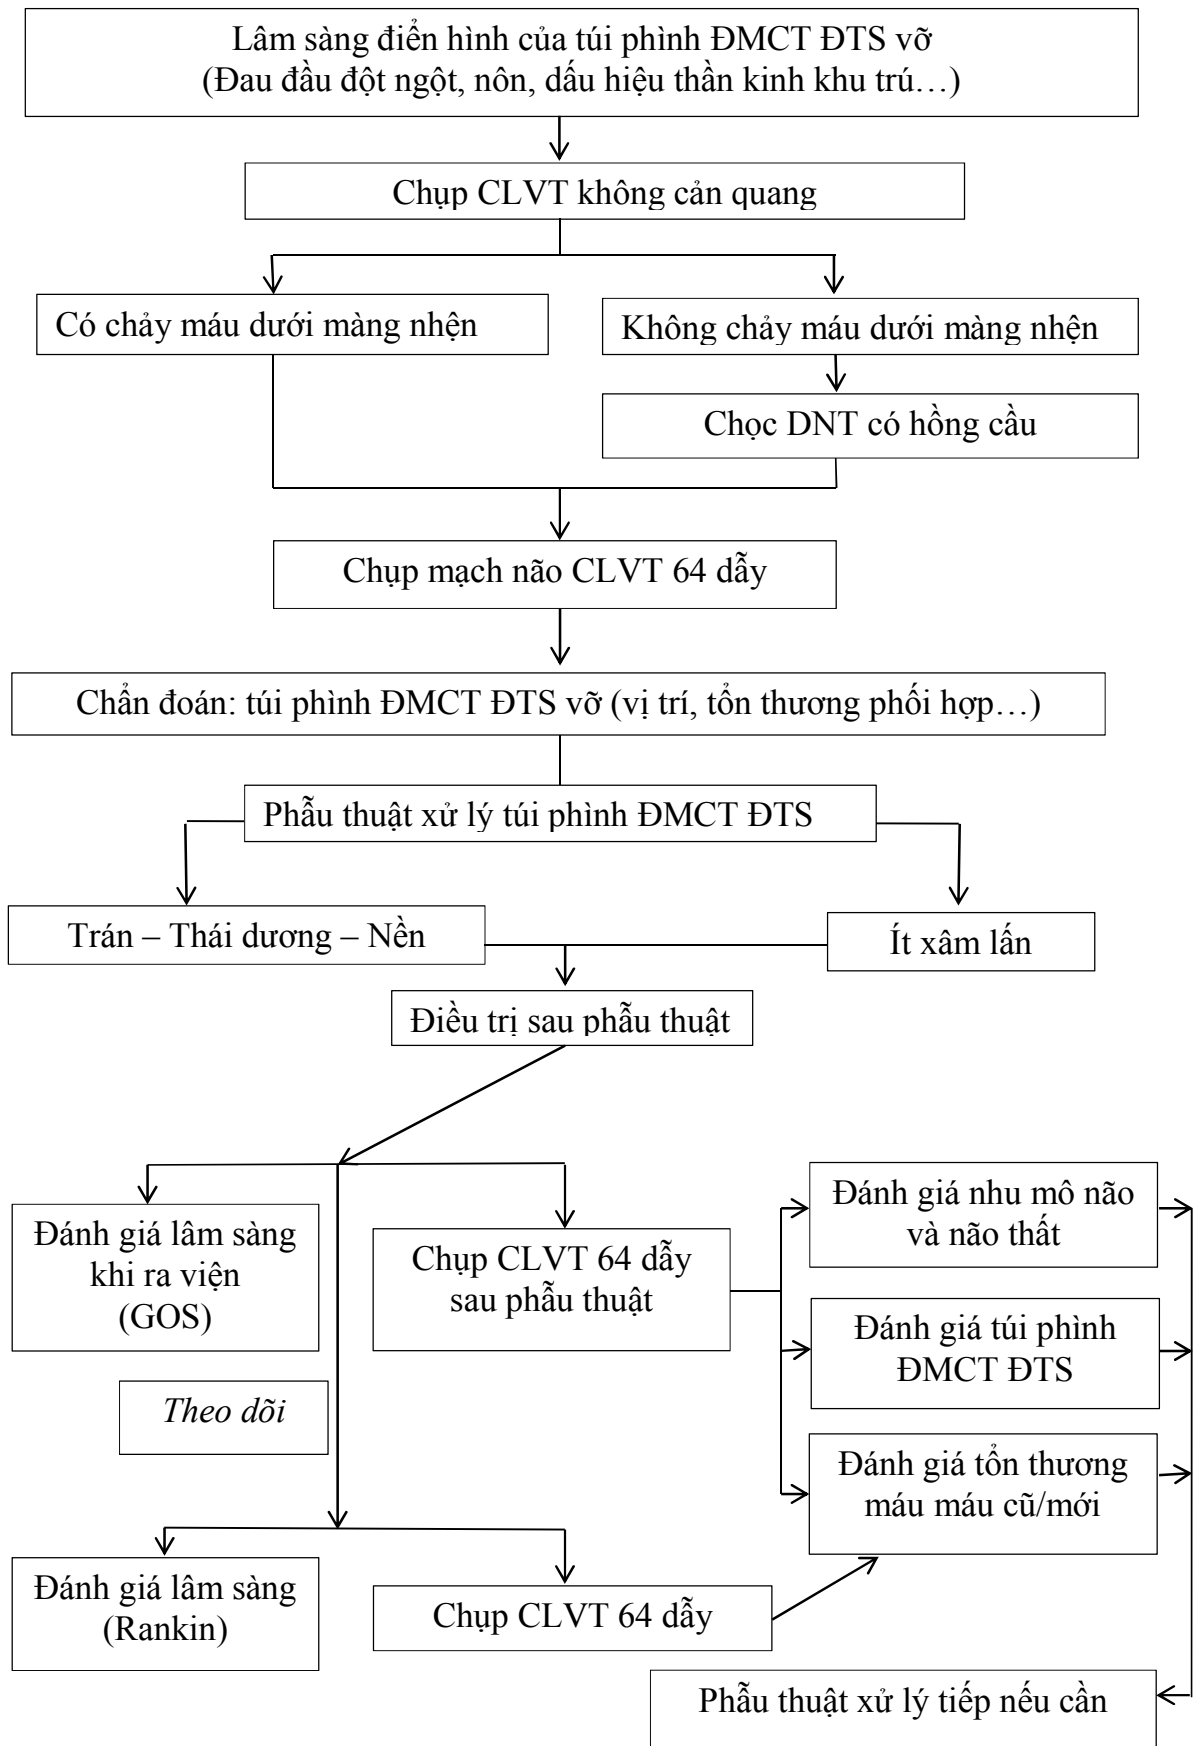 Lâm sàng điển hình của túi phình ĐMCT ĐTS vỡ
(Đau đầu đột ngột, nôn, dấu hiệu thần kinh khu trú…)
Chụp CLVT không cản quang
Có chảy máu dưới màng nhện
Không chảy máu dưới màng nhện
Chọc DNT có hồng cầu
Chụp mạch não CLVT 64 dẫy
Chẩn đoán: túi phình ĐMCT ĐTS vỡ (vị trí, tổn thương phối hợp…)
Phẫu thuật xử lý túi phình ĐMCT ĐTS
Trán – Thái dương – Nền
Ít xâm lấn
Điều trị sau phẫu thuật
Đánh giá lâm sàng
khi ra viện
(GOS)
Chụp CLVT 64 dẫy
sau phẫu thuật
Đánh giá nhu mô não
và não thất
Đánh giá túi phình
ĐMCT ĐTS
Theo dõi
Đánh giá tổn thương
máu máu cũ/mới
Đánh giá lâm sàng
(Rankin)
Chụp CLVT 64 dẫy
Phẫu thuật xử lý tiếp nếu cần